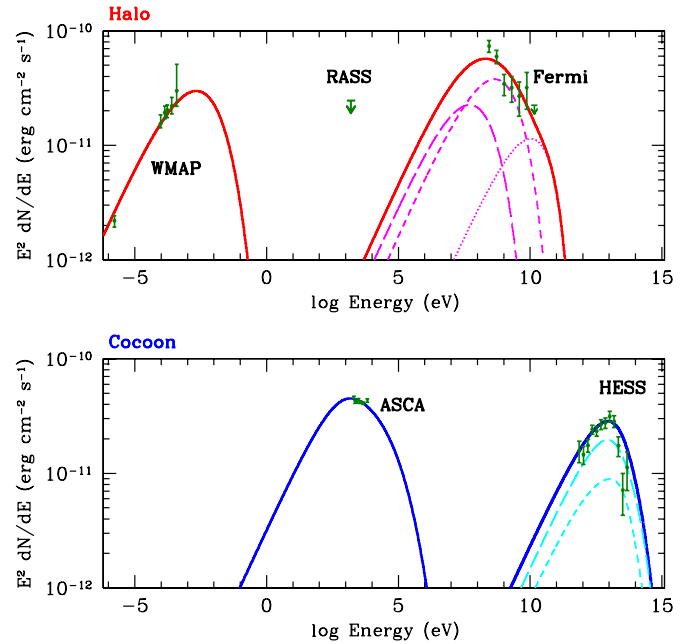 Halo
E² dN/dE (erg cm⁻² s⁻¹)
10⁻¹⁰
10⁻¹¹
10⁻¹²
WMAP
RASS
Fermi
−5 0 5 10 15
log Energy (eV)
Cocoon
E² dN/dE (erg cm⁻² s⁻¹)
10⁻¹⁰
10⁻¹¹
10⁻¹²
ASCA
HESS
−5 0 5 10 15
log Energy (eV)